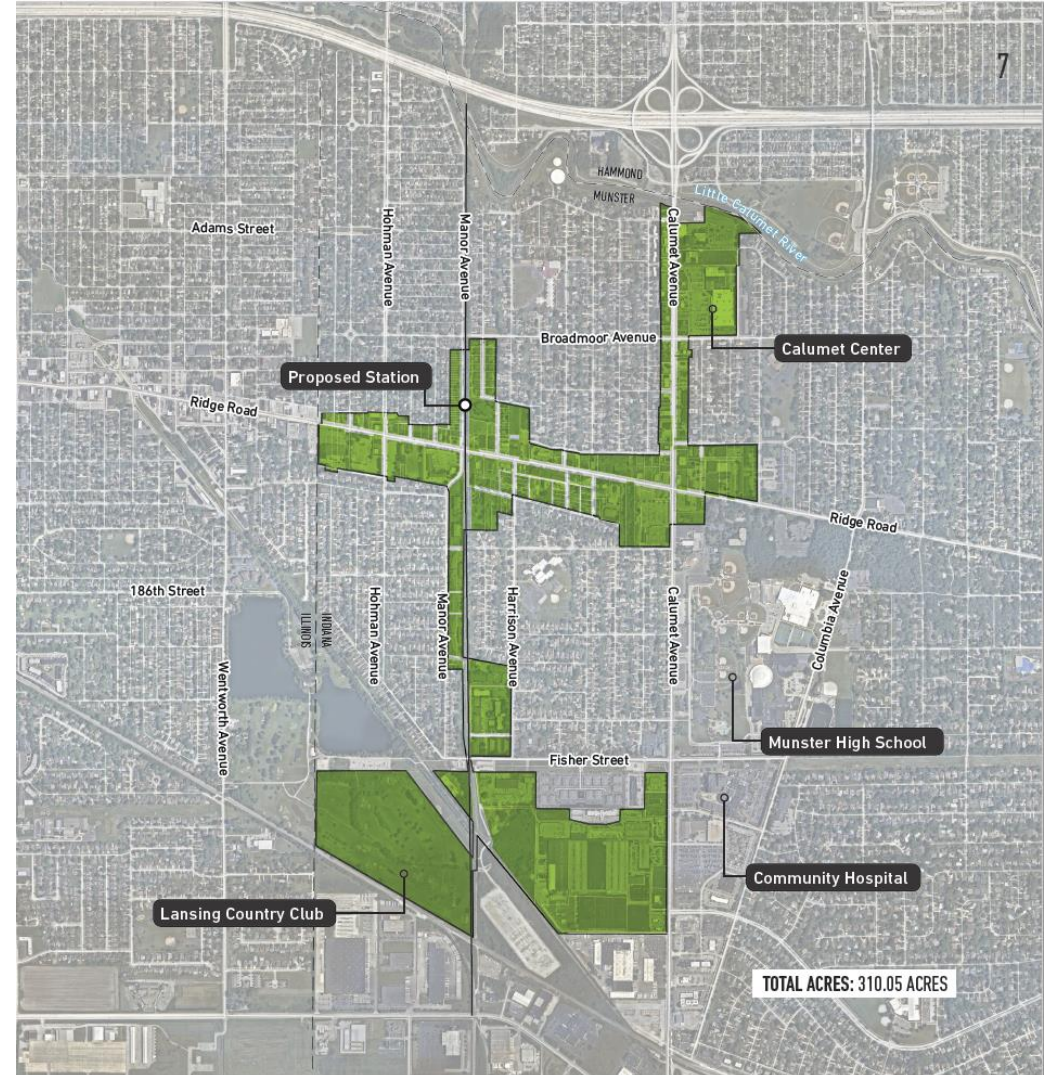 7
HAMMOND
MUNSTER
Little Calumet River
Adams Street
Hohman Avenue
Manor Avenue
Calumet Avenue
Broadmoor Avenue
Calumet Center
Proposed Station
Ridge Road
Ridge Road
186th Street
ILLINOIS
INDIANA
Hohman Avenue
Manor Avenue
Harrison Avenue
Calumet Avenue
Columbia Avenue
Wentworth Avenue
Munster High School
Fisher Street
Community Hospital
Lansing Country Club
TOTAL ACRES: 310.05 ACRES